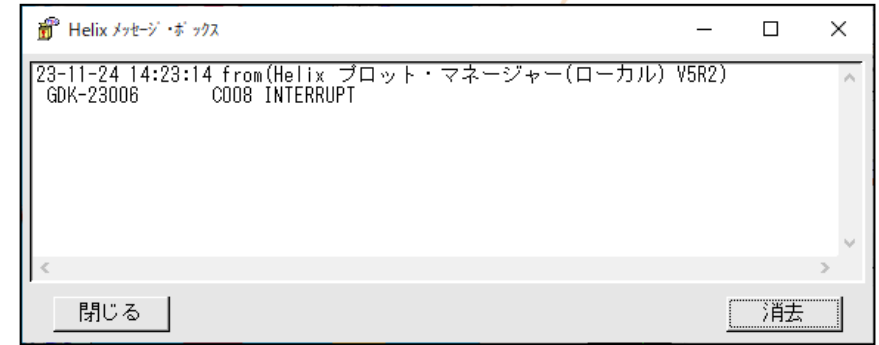 Helix ﾒｯｾｰｼﾞ･ﾎﾞｯｸｽ
23-11-24 14:23:14 from(Helix プロット・マネージャー(ローカル) V5R2)
GDK-23006 C008 INTERRUPT
閉じる
消去